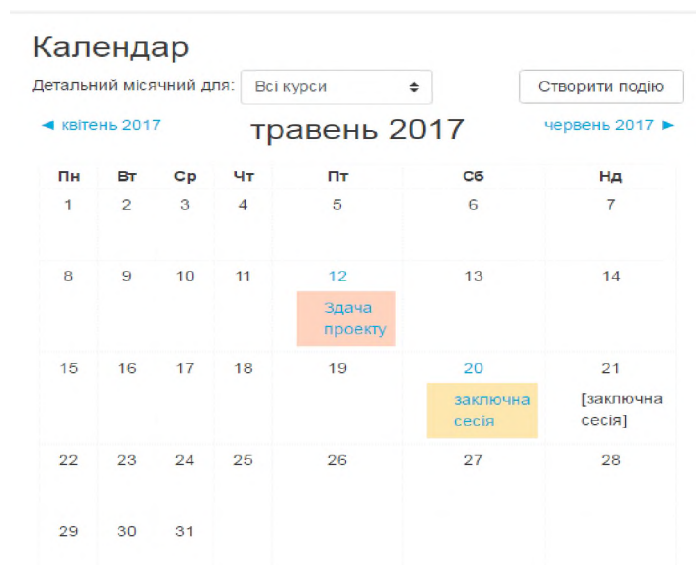 Календар
Детальний місячний для: Всі курси Створити подію
◄ квітень 2017 травень 2017 червень 2017 ►
Пн Вт Ср Чт Пт Сб Нд
1 2 3 4 5 6 7
8 9 10 11 12 13 14
Здача
проекту
15 16 17 18 19 20 21
заключна [заключна
сесія сесія]
22 23 24 25 26 27 28
29 30 31